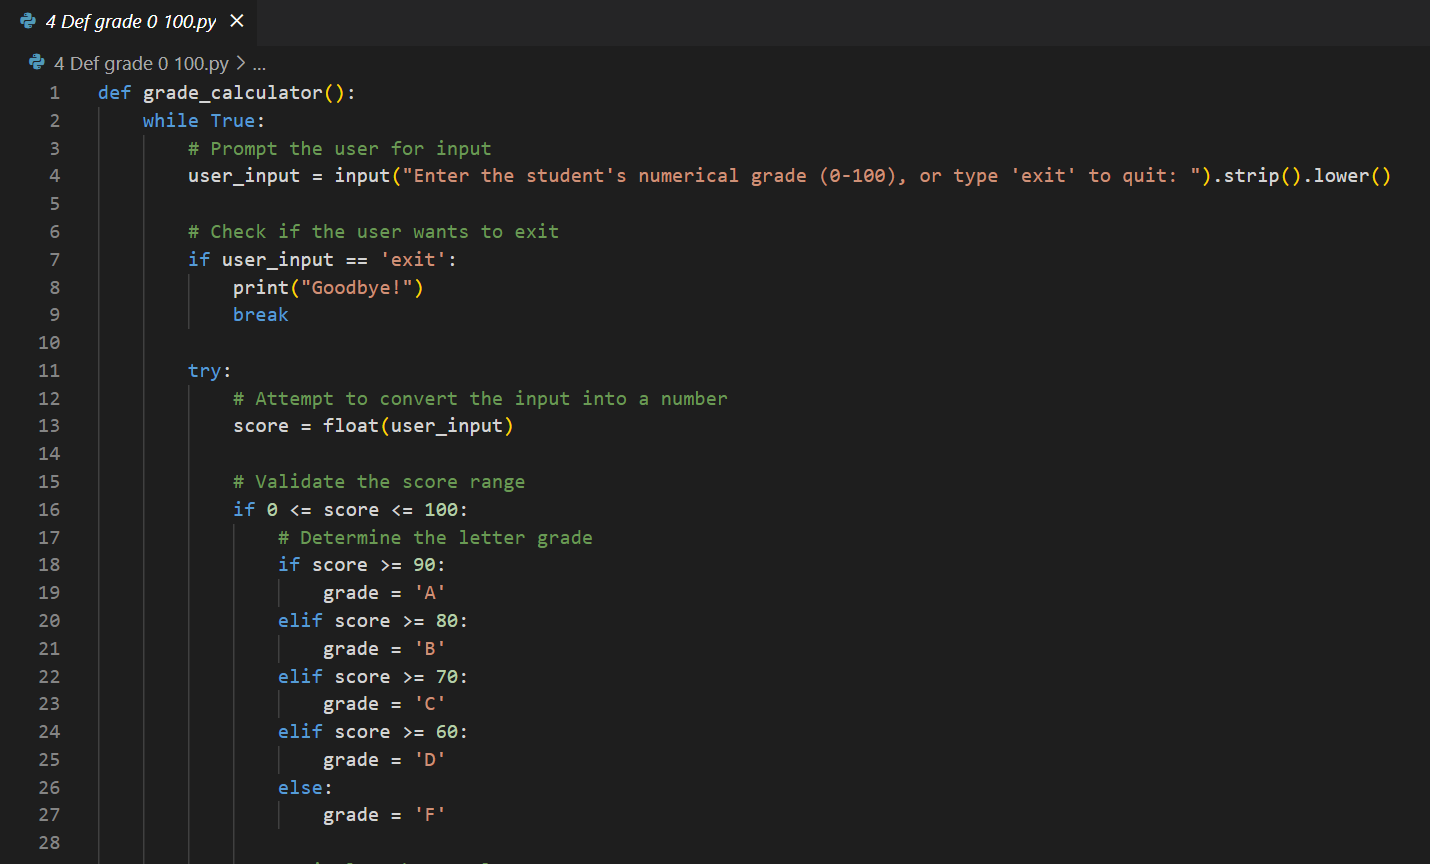 4 Def grade 0 100.py ×
4 Def grade 0 100.py > ...
1 def grade_calculator():
2     while True:
3         # Prompt the user for input
4         user_input = input("Enter the student's numerical grade (0-100), or type 'exit' to quit: ").strip().lower()
5
6         # Check if the user wants to exit
7         if user_input == 'exit':
8             print("Goodbye!")
9             break
10
11         try:
12             # Attempt to convert the input into a number
13             score = float(user_input)
14
15             # Validate the score range
16             if 0 <= score <= 100:
17                 # Determine the letter grade
18                 if score >= 90:
19                     grade = 'A'
20                 elif score >= 80:
21                     grade = 'B'
22                 elif score >= 70:
23                     grade = 'C'
24                 elif score >= 60:
25                     grade = 'D'
26                 else:
27                     grade = 'F'
28